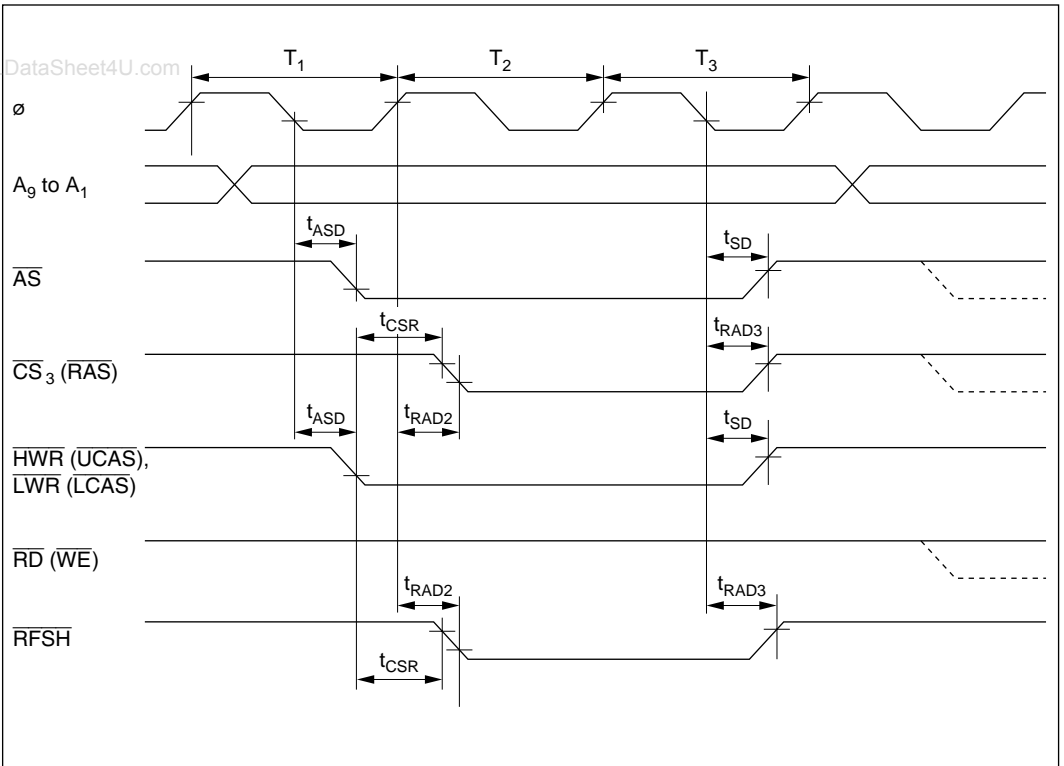 DataSheet4U.com
T1 T2 T3
ø
A9 to A1
tASD tSD
AS
tCSR tRAD3
CS3 (RAS)
tASD tRAD2 tSD
HWR (UCAS),
LWR (LCAS)
RD (WE)
tRAD2 tRAD3
RFSH
tCSR